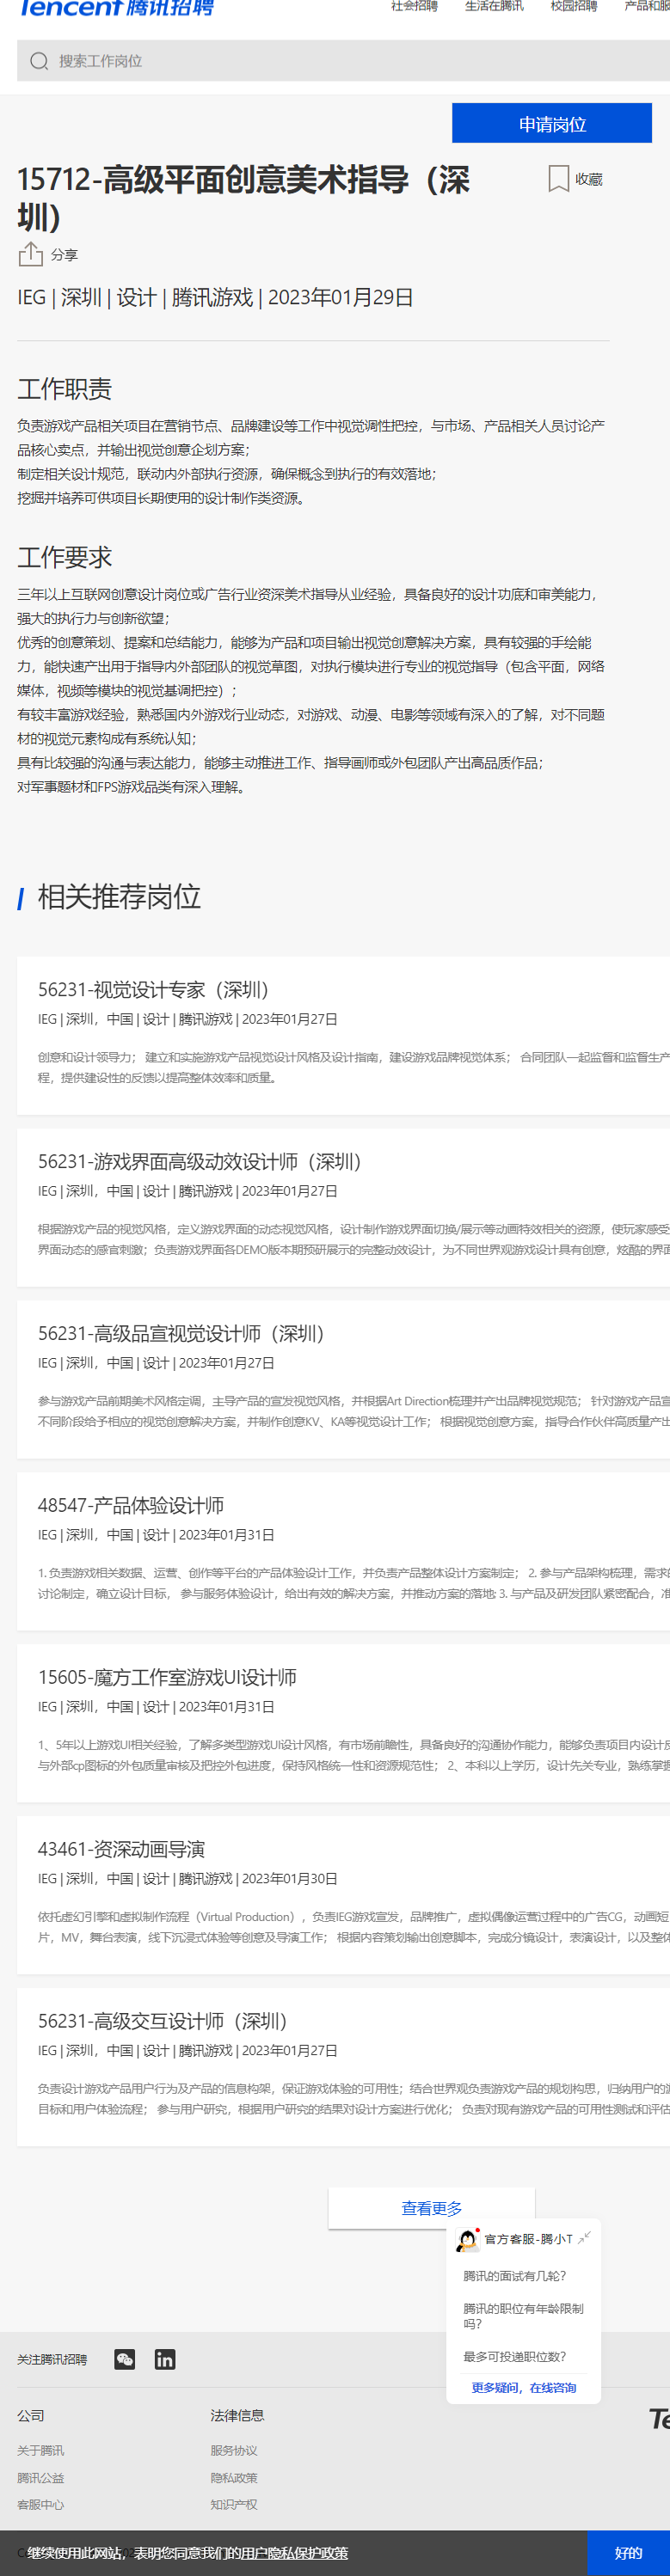 Tencent 腾讯招聘
社会招聘 生活在腾讯 校园招聘 产品和服
搜索工作岗位
申请岗位
15712-高级平面创意美术指导（深
圳）
收藏
分享
IEG | 深圳 | 设计 | 腾讯游戏 | 2023年01月29日
工作职责
负责游戏产品相关项目在营销节点、品牌建设等工作中视觉调性把控，与市场、产品相关人员讨论产
品核心卖点，并输出视觉创意企划方案；
制定相关设计规范，联动内外部执行资源，确保概念到执行的有效落地；
挖掘并培养可供项目长期使用的设计制作类资源。
工作要求
三年以上互联网创意设计岗位或广告行业资深美术指导从业经验，具备良好的设计功底和审美能力，
强大的执行力与创新欲望；
优秀的创意策划、提案和总结能力，能够为产品和项目输出视觉创意解决方案，具有较强的手绘能
力，能快速产出用于指导内外部团队的视觉草图，对执行模块进行专业的视觉指导（包含平面，网络
媒体，视频等模块的视觉基调把控）；
有较丰富游戏经验，熟悉国内外游戏行业动态，对游戏、动漫、电影等领域有深入的了解，对不同题
材的视觉元素构成有系统认知；
具有比较强的沟通与表达能力，能够主动推进工作、指导画师或外包团队产出高品质作品；
对军事题材和FPS游戏品类有深入理解。
相关推荐岗位
56231-视觉设计专家（深圳）
IEG | 深圳，中国 | 设计 | 腾讯游戏 | 2023年01月27日
创意和设计领导力； 建立和实施游戏产品视觉设计风格及设计指南，建设游戏品牌视觉体系； 合同团队一起监督和监督生产
程，提供建设性的反馈以提高整体效率和质量。
56231-游戏界面高级动效设计师（深圳）
IEG | 深圳，中国 | 设计 | 腾讯游戏 | 2023年01月27日
根据游戏产品的视觉风格，定义游戏界面的动态视觉风格，设计制作游戏界面切换/展示等动画特效相关的资源，使玩家感受
界面动态的感官刺激；负责游戏界面各DEMO版本期预研展示的完整动效设计，为不同世界观游戏设计具有创意，炫酷的界面
56231-高级品宣视觉设计师（深圳）
IEG | 深圳，中国 | 设计 | 2023年01月27日
参与游戏产品前期美术风格定调，主导产品的宣发视觉风格，并根据Art Direction梳理并产出品牌视觉规范； 针对游戏产品宣
不同阶段给予相应的视觉创意解决方案，并制作创意KV、KA等视觉设计工作； 根据视觉创意方案，指导合作伙伴高质量产出
48547-产品体验设计师
IEG | 深圳，中国 | 设计 | 2023年01月31日
1. 负责游戏相关数据、运营、创作等平台的产品体验设计工作，并负责产品整体设计方案制定； 2. 参与产品架构梳理，需求的
讨论制定，确立设计目标， 参与服务体验设计，给出有效的解决方案，并推动方案的落地; 3. 与产品及研发团队紧密配合，准
15605-魔方工作室游戏UI设计师
IEG | 深圳，中国 | 设计 | 2023年01月31日
1、5年以上游戏UI相关经验，了解多类型游戏UI设计风格，有市场前瞻性，具备良好的沟通协作能力，能够负责项目内设计反
与外部cp图标的外包质量审核及把控外包进度，保持风格统一性和资源规范性； 2、本科以上学历，设计先关专业，熟练掌握
43461-资深动画导演
IEG | 深圳，中国 | 设计 | 腾讯游戏 | 2023年01月30日
依托虚幻引擎和虚拟制作流程（Virtual Production），负责IEG游戏宣发，品牌推广，虚拟偶像运营过程中的广告CG，动画短
片，MV，舞台表演，线下沉浸式体验等创意及导演工作； 根据内容策划输出创意脚本，完成分镜设计，表演设计，以及整体
56231-高级交互设计师（深圳）
IEG | 深圳，中国 | 设计 | 腾讯游戏 | 2023年01月27日
负责设计游戏产品用户行为及产品的信息构架，保证游戏体验的可用性；结合世界观负责游戏产品的规划构思，归纳用户的游
目标和用户体验流程； 参与用户研究，根据用户研究的结果对设计方案进行优化； 负责对现有游戏产品的可用性测试和评估
查看更多
官方客服-腾小T
腾讯的面试有几轮？
腾讯的职位有年龄限制
吗？
最多可投递职位数？
更多疑问，在线咨询
关注腾讯招聘
公司 法律信息
关于腾讯 服务协议
腾讯公益 隐私政策
客服中心 知识产权
继续使用此网站，表明您同意我们的用户隐私保护政策
好的